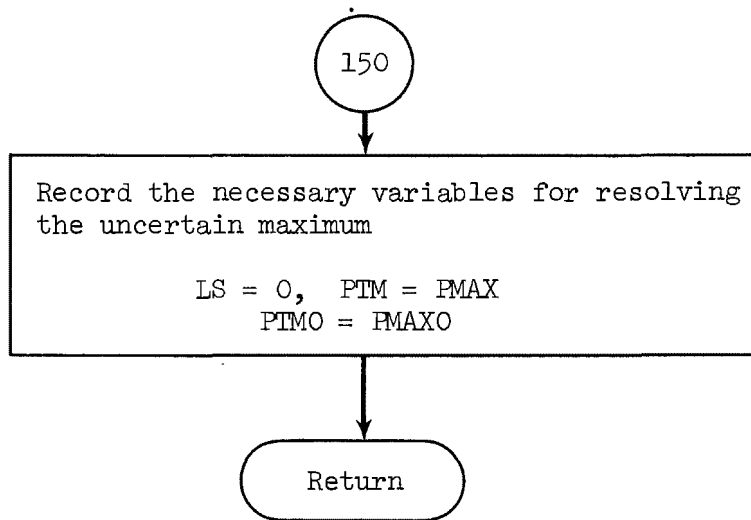 150
Record the necessary variables for resolving
the uncertain maximum
LS = 0, PTM = PMAX
PTMO = PMAXO
Return